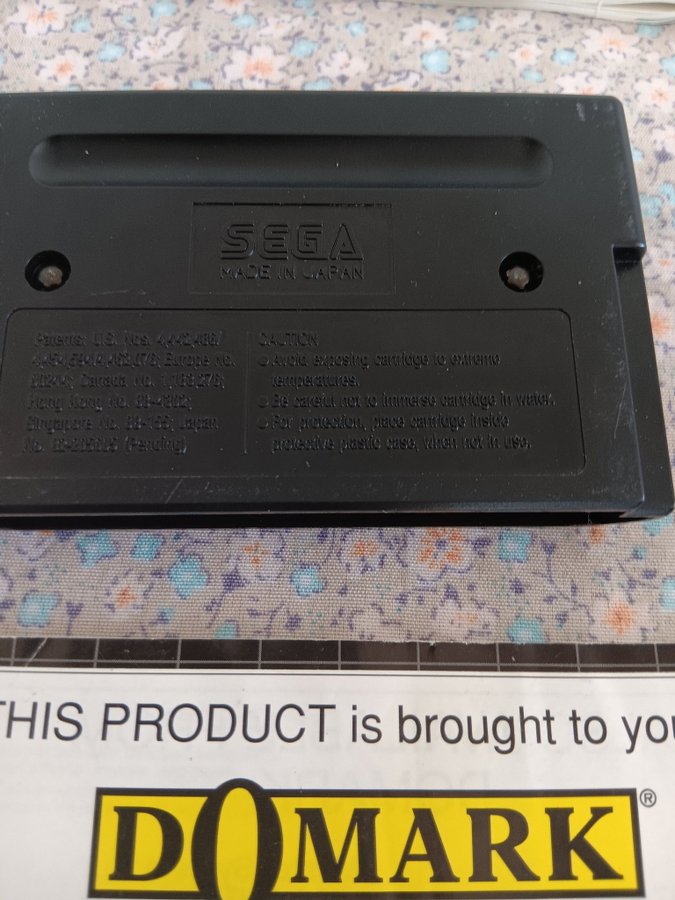 SEGA
MADE IN JAPAN
Patents: U.S. Nos. 4,442,486/
4,454,594/4,462,076; Europe No.
80244; Canada No. 1,183,276;
Hong Kong No. 88-4302;
Singapore No. 88-155; Japan
No. 82-205605 (Pending)
CAUTION
Avoid exposing cartridge to extreme
temperatures.
Be careful not to immerse cartridge in water.
For protection, place cartridge inside
protective plastic case, when not in use.
THIS PRODUCT is brought to you
DOMARK®